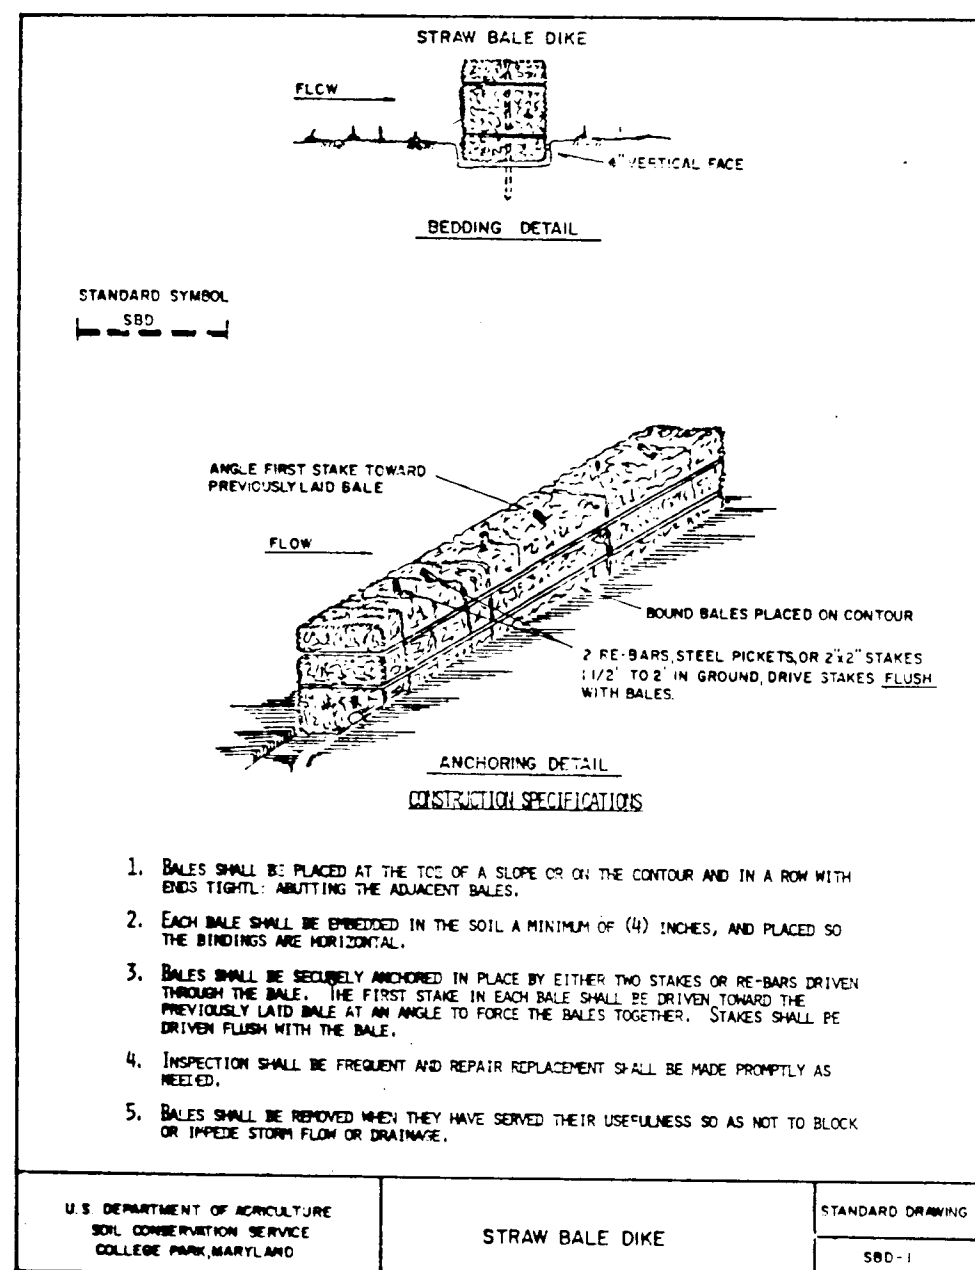 STRAW BALE DIKE
FLOW
4" VERTICAL FACE
BEDDING DETAIL
STANDARD SYMBOL
SBD
ANGLE FIRST STAKE TOWARD
PREVIOUSLY LAID BALE
FLOW
BOUND BALES PLACED ON CONTOUR
2 RE-BARS, STEEL PICKETS, OR 2"x2" STAKES
1 1/2' TO 2' IN GROUND, DRIVE STAKES FLUSH
WITH BALES.
ANCHORING DETAIL
CONSTRUCTION SPECIFICATIONS
1. BALES SHALL BE PLACED AT THE TOE OF A SLOPE OR ON THE CONTOUR AND IN A ROW WITH
ENDS TIGHTLY ABUTTING THE ADJACENT BALES.
2. EACH BALE SHALL BE EMBEDDED IN THE SOIL A MINIMUM OF (4) INCHES, AND PLACED SO
THE BINDINGS ARE HORIZONTAL.
3. BALES SHALL BE SECURELY ANCHORED IN PLACE BY EITHER TWO STAKES OR RE-BARS DRIVEN
THROUGH THE BALE. THE FIRST STAKE IN EACH BALE SHALL BE DRIVEN TOWARD THE
PREVIOUSLY LAID BALE AT AN ANGLE TO FORCE THE BALES TOGETHER. STAKES SHALL BE
DRIVEN FLUSH WITH THE BALE.
4. INSPECTION SHALL BE FREQUENT AND REPAIR REPLACEMENT SHALL BE MADE PROMPTLY AS
NEEDED.
5. BALES SHALL BE REMOVED WHEN THEY HAVE SERVED THEIR USEFULNESS SO AS NOT TO BLOCK
OR IMPEDE STORM FLOW OR DRAINAGE.
U.S. DEPARTMENT OF AGRICULTURE
SOIL CONSERVATION SERVICE
COLLEGE PARK, MARYLAND
STRAW BALE DIKE
STANDARD DRAWING
SBD-1